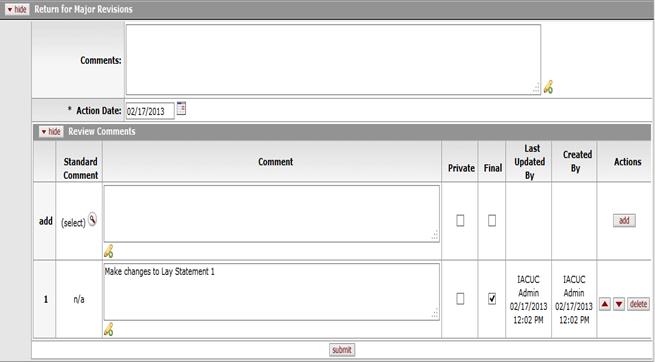 hide Return for Major Revisions
Comments:
* Action Date: 02/17/2013
hide Review Comments
Standard Comment Comment Private Final Last Updated By Created By Actions
add (select) add
1 n/a Make changes to Lay Statement 1 IACUC Admin 02/17/2013 12:02 PM IACUC Admin 02/17/2013 12:02 PM delete
submit